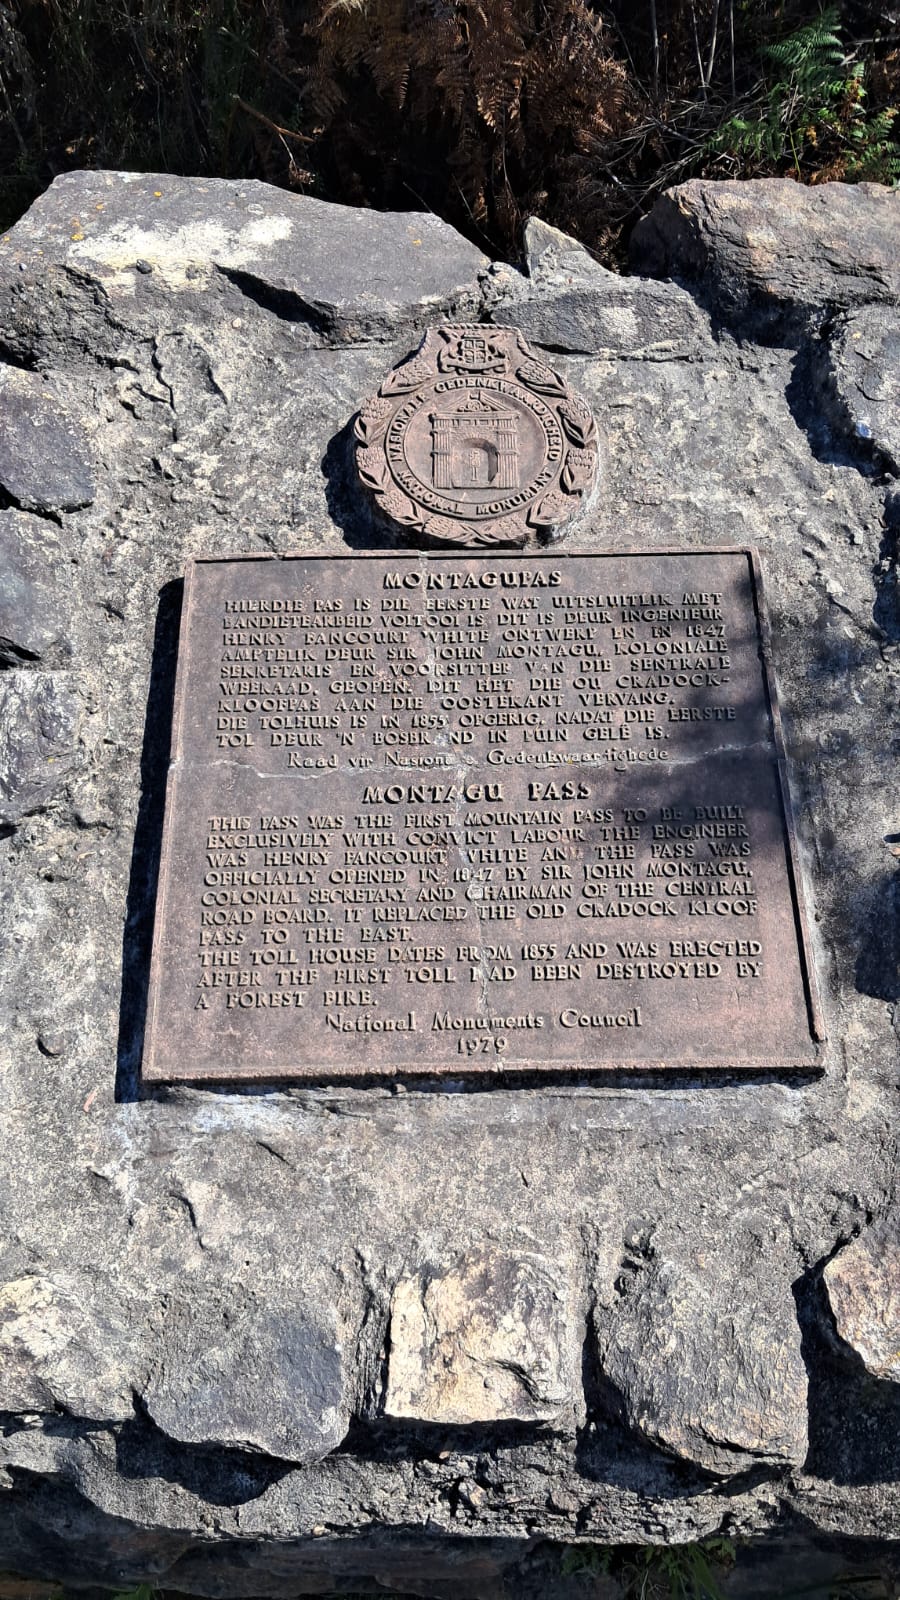 NASIONALE GEDENKWAARDIGHEID
NATIONAL MONUMENT
MONTAGUPAS
HIERDIE PAS IS DIE EERSTE WAT UITSLUITLIK MET
BANDIETEARBEID VOLTOOI IS. DIT IS DEUR INGENIEUR
HENRY FANCOURT WHITE ONTWERP EN IN 1847
AMPTELIK DEUR SIR JOHN MONTAGU, KOLONIALE
SEKRETARIS EN VOORSITTER VAN DIE SENTRALE
WEGRAAD, GEOPEN. DIT HET DIE OU CRADOCK-
KLOOFPAS AAN DIE OOSTEKANT VERVANG.
DIE TOLHUIS IS IN 1855 OPGERIG, NADAT DIE EERSTE
TOL DEUR 'N BOSBRAND IN PUIN GELÊ IS.
Raad vir Nasionale Gedenkwaardighede
MONTAGU PASS
THIS PASS WAS THE FIRST MOUNTAIN PASS TO BE BUILT
EXCLUSIVELY WITH CONVICT LABOUR THE ENGINEER
WAS HENRY FANCOURT WHITE AND THE PASS WAS
OFFICIALLY OPENED IN 1847 BY SIR JOHN MONTAGU,
COLONIAL SECRETARY AND CHAIRMAN OF THE CENTRAL
ROAD BOARD. IT REPLACED THE OLD CRADOCK KLOOF
PASS TO THE EAST.
THE TOLL HOUSE DATES FROM 1855 AND WAS ERECTED
AFTER THE FIRST TOLL HAD BEEN DESTROYED BY
A FOREST FIRE.
National Monuments Council
1979